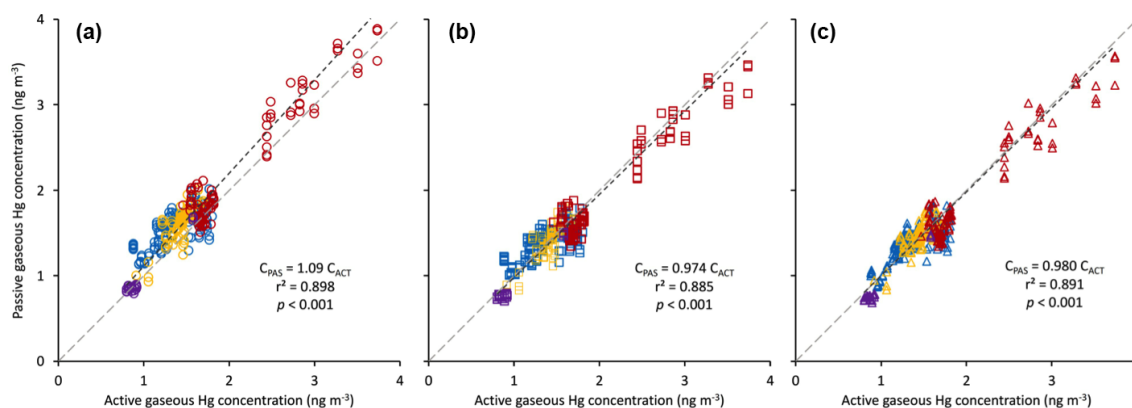 (a)
(b)
(c)
Passive gaseous Hg concentration (ng m⁻³)
4
3
2
1
0
C_PAS = 1.09 C_ACT
r² = 0.898
p < 0.001
0 1 2 3 4
Active gaseous Hg concentration (ng m⁻³)
C_PAS = 0.974 C_ACT
r² = 0.885
p < 0.001
0 1 2 3 4
Active gaseous Hg concentration (ng m⁻³)
C_PAS = 0.980 C_ACT
r² = 0.891
p < 0.001
0 1 2 3 4
Active gaseous Hg concentration (ng m⁻³)